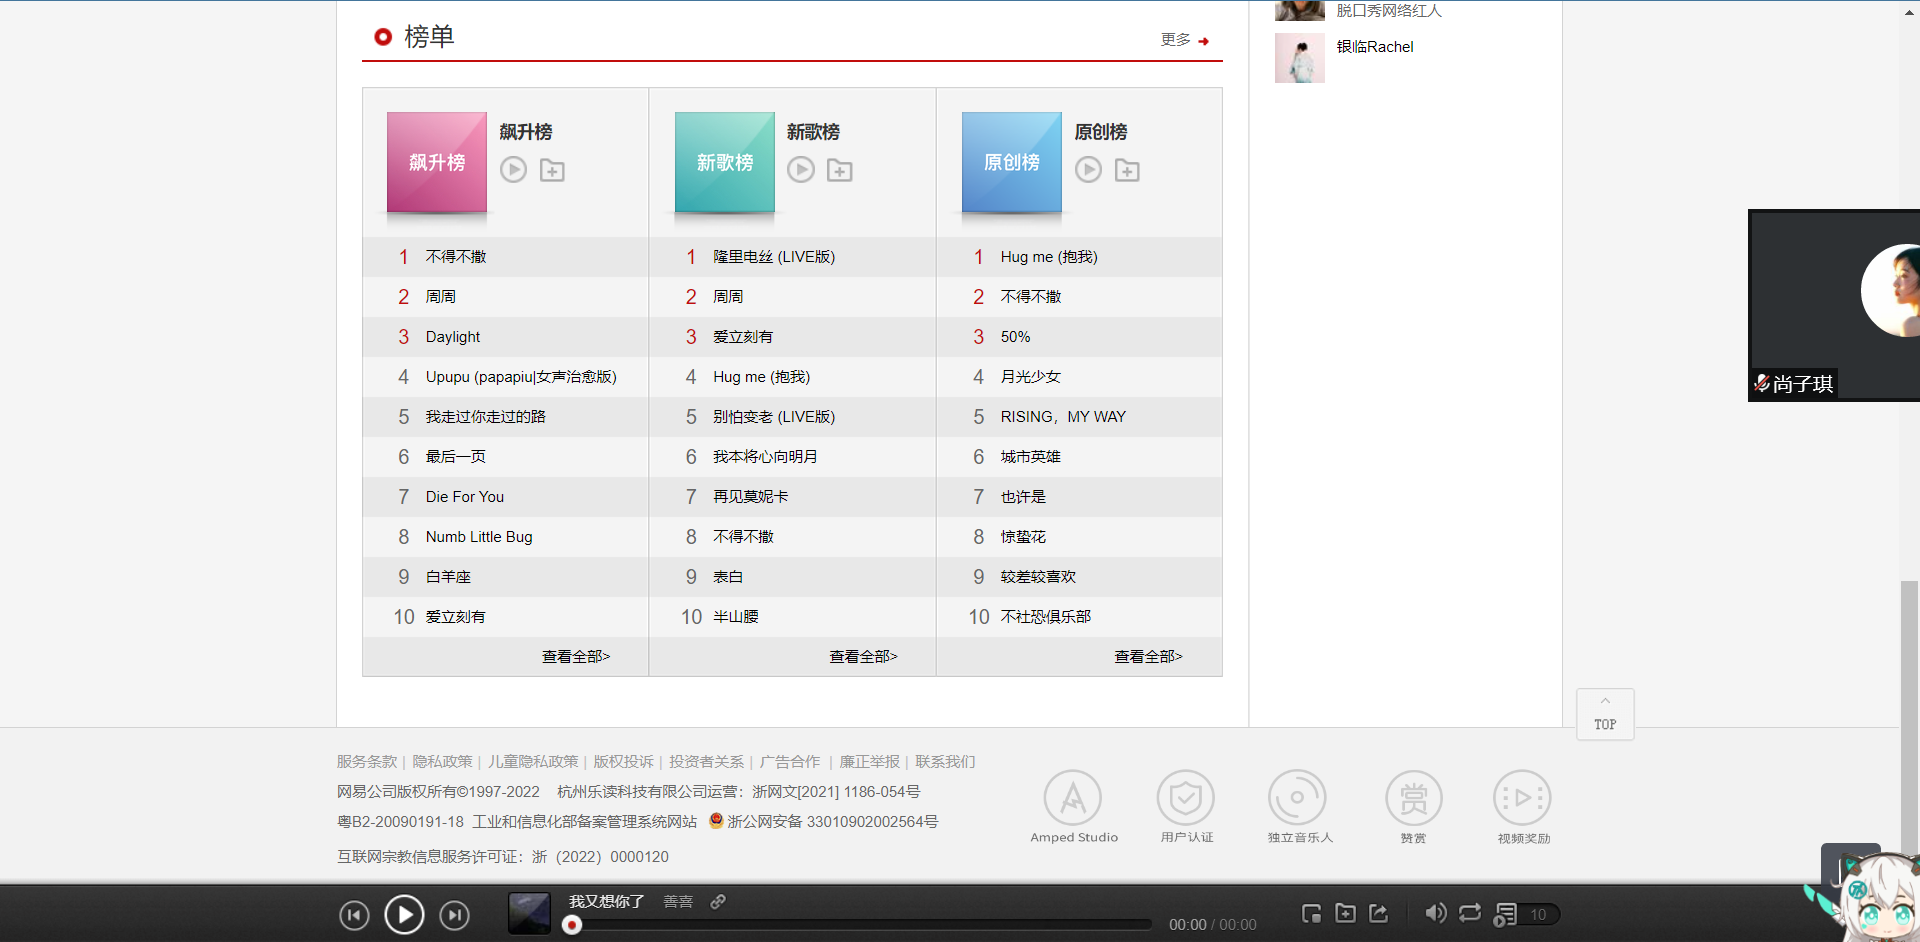 榜单
更多
脱口秀网络红人
银临Rachel
飙升榜
飙升榜
新歌榜
新歌榜
原创榜
原创榜
1 不得不撒
2 周周
3 Daylight
4 Upupu (papapiu|女声治愈版)
5 我走过你走过的路
6 最后一页
7 Die For You
8 Numb Little Bug
9 白羊座
10 爱立刻有
查看全部>
1 隆里电丝 (LIVE版)
2 周周
3 爱立刻有
4 Hug me (抱我)
5 别怕变老 (LIVE版)
6 我本将心向明月
7 再见莫妮卡
8 不得不撒
9 表白
10 半山腰
查看全部>
1 Hug me (抱我)
2 不得不撒
3 50%
4 月光少女
5 RISING，MY WAY
6 城市英雄
7 也许是
8 惊蛰花
9 较差较喜欢
10 不社恐俱乐部
查看全部>
尚子琪
TOP
服务条款 | 隐私政策 | 儿童隐私政策 | 版权投诉 | 投资者关系 | 广告合作 | 廉正举报 | 联系我们
网易公司版权所有©1997-2022 杭州乐读科技有限公司运营：浙网文[2021] 1186-054号
粤B2-20090191-18 工业和信息化部备案管理系统网站 浙公网安备 33010902002564号
互联网宗教信息服务许可证：浙（2022）0000120
Amped Studio
用户认证
独立音乐人
赞赏
赏
视频奖励
我又想你了 善喜
00:00 / 00:00
10